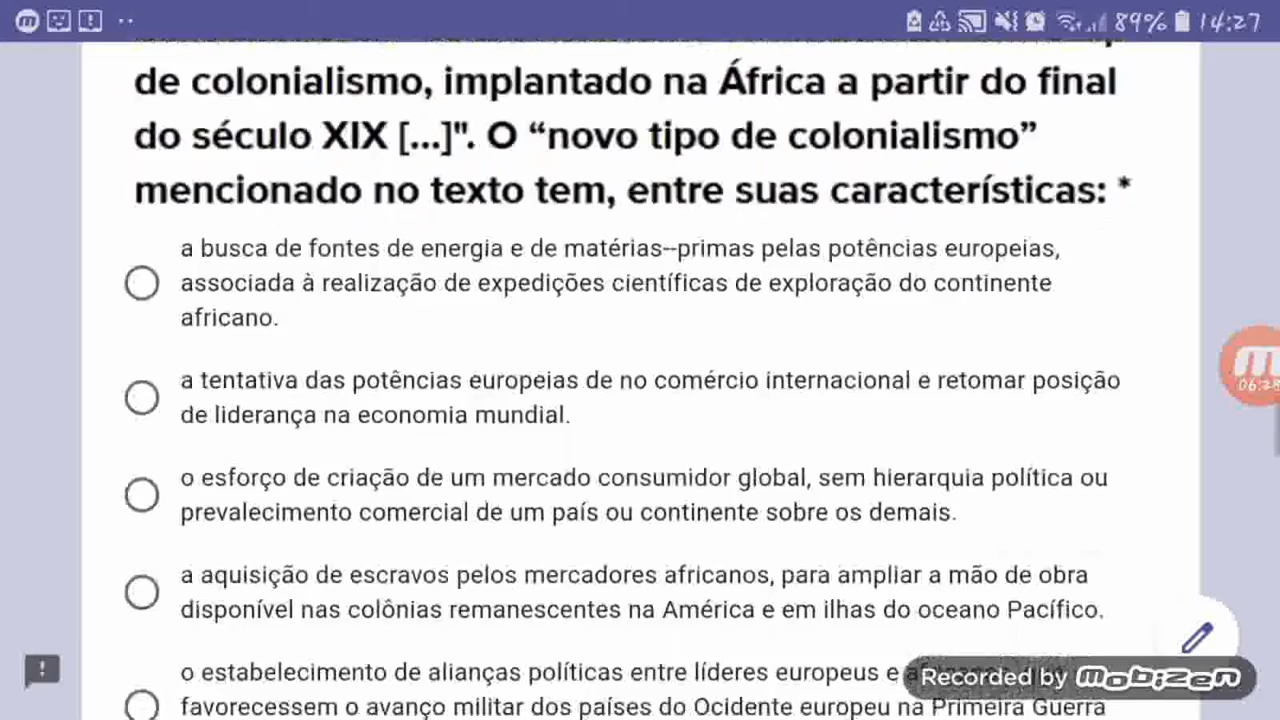 89% 14:27
de colonialismo, implantado na África a partir do final
do século XIX [...]". O “novo tipo de colonialismo”
mencionado no texto tem, entre suas características: *
a busca de fontes de energia e de matérias--primas pelas potências europeias,
associada à realização de expedições científicas de exploração do continente
africano.
a tentativa das potências europeias de no comércio internacional e retomar posição
de liderança na economia mundial.
o esforço de criação de um mercado consumidor global, sem hierarquia política ou
prevalecimento comercial de um país ou continente sobre os demais.
a aquisição de escravos pelos mercadores africanos, para ampliar a mão de obra
disponível nas colônias remanescentes na América e em ilhas do oceano Pacífico.
o estabelecimento de alianças políticas entre líderes europeus e
favorecessem o avanço militar dos países do Ocidente europeu na Primeira Guerra
06:28
Recorded by mobizen